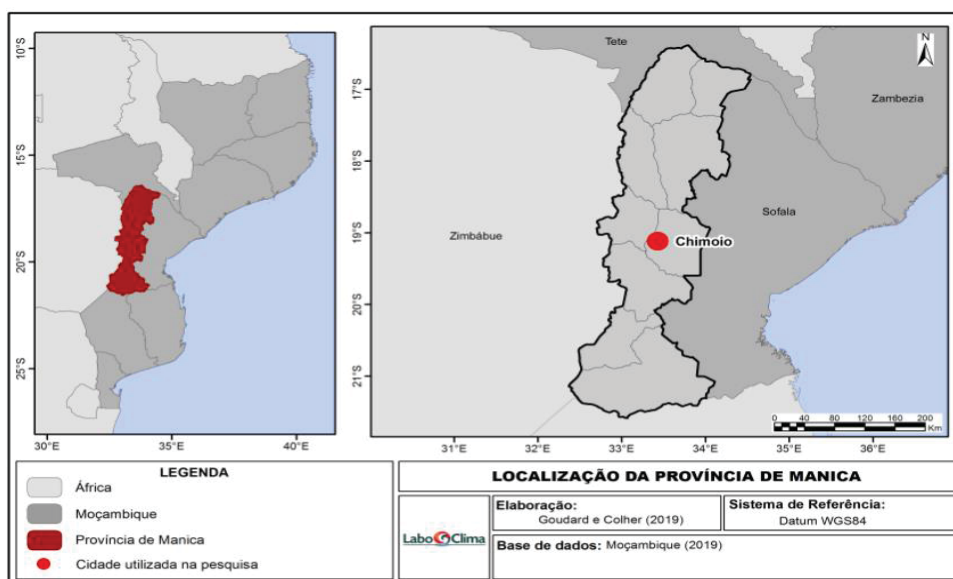 10°S
15°S
20°S
25°S
30°E
35°E
40°E
N
Tete
17°S
Zambezia
18°S
Sofala
19°S
Zimbábue
Chimoio
20°S
21°S
0 40 80 120 160 200
Km
31°E
32°E
33°E
34°E
35°E
36°E
LEGENDA
África
Moçambique
Província de Manica
Cidade utilizada na pesquisa
LOCALIZAÇÃO DA PROVÍNCIA DE MANICA
LaboClima
Elaboração:
Goudard e Colher (2019)
Sistema de Referência:
Datum WGS84
Base de dados: Moçambique (2019)